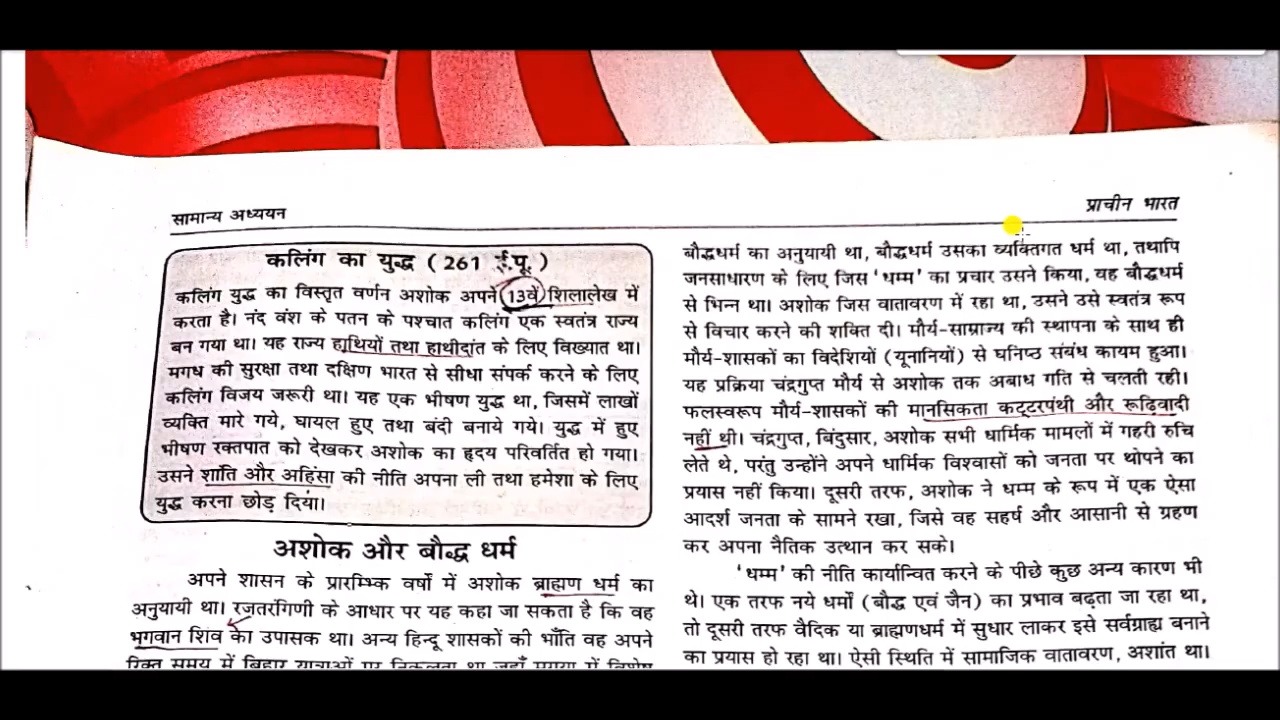 सामान्य अध्ययन
प्राचीन भारत
कलिंग का युद्ध (261 ई.पू.)
कलिंग युद्ध का विस्तृत वर्णन अशोक अपने 13वें शिलालेख में
करता है। नंद वंश के पतन के पश्चात कलिंग एक स्वतंत्र राज्य
बन गया था। यह राज्य हाथियों तथा हाथीदांत के लिए विख्यात था।
मगध की सुरक्षा तथा दक्षिण भारत से सीधा संपर्क करने के लिए
कलिंग विजय जरूरी था। यह एक भीषण युद्ध था, जिसमें लाखों
व्यक्ति मारे गये, घायल हुए तथा बंदी बनाये गये। युद्ध में हुए
भीषण रक्तपात को देखकर अशोक का हृदय परिवर्तित हो गया।
उसने शांति और अहिंसा की नीति अपना ली तथा हमेशा के लिए
युद्ध करना छोड़ दिया।
अशोक और बौद्ध धर्म
अपने शासन के प्रारम्भिक वर्षों में अशोक ब्राह्मण धर्म का
अनुयायी था। रजतरंगिणी के आधार पर यह कहा जा सकता है कि वह
भगवान शिव का उपासक था। अन्य हिन्दू शासकों की भाँति वह अपने
रिक्त समय में बिहार यात्राओं पर निकलता था जहाँ मृगया में विशेष
बौद्धधर्म का अनुयायी था, बौद्धधर्म उसका व्यक्तिगत धर्म था, तथापि
जनसाधारण के लिए जिस ‘धम्म’ का प्रचार उसने किया, वह बौद्धधर्म
से भिन्न था। अशोक जिस वातावरण में रहा था, उसने उसे स्वतंत्र रूप
से विचार करने की शक्ति दी। मौर्य-साम्राज्य की स्थापना के साथ ही
मौर्य-शासकों का विदेशियों (यूनानियों) से घनिष्ठ संबंध कायम हुआ।
यह प्रक्रिया चंद्रगुप्त मौर्य से अशोक तक अबाध गति से चलती रही।
फलस्वरूप मौर्य-शासकों की मानसिकता कट्टरपंथी और रूढ़िवादी
नहीं थी। चंद्रगुप्त, बिंदुसार, अशोक सभी धार्मिक मामलों में गहरी रुचि
लेते थे, परंतु उन्होंने अपने धार्मिक विश्वासों को जनता पर थोपने का
प्रयास नहीं किया। दूसरी तरफ, अशोक ने धम्म के रूप में एक ऐसा
आदर्श जनता के सामने रखा, जिसे वह सहर्ष और आसानी से ग्रहण
कर अपना नैतिक उत्थान कर सके।
‘धम्म’ की नीति कार्यान्वित करने के पीछे कुछ अन्य कारण भी
थे। एक तरफ नये धर्मों (बौद्ध एवं जैन) का प्रभाव बढ़ता जा रहा था,
तो दूसरी तरफ वैदिक या ब्राह्मणधर्म में सुधार लाकर इसे सर्वग्राह्य बनाने
का प्रयास हो रहा था। ऐसी स्थिति में सामाजिक वातावरण, अशांत था।